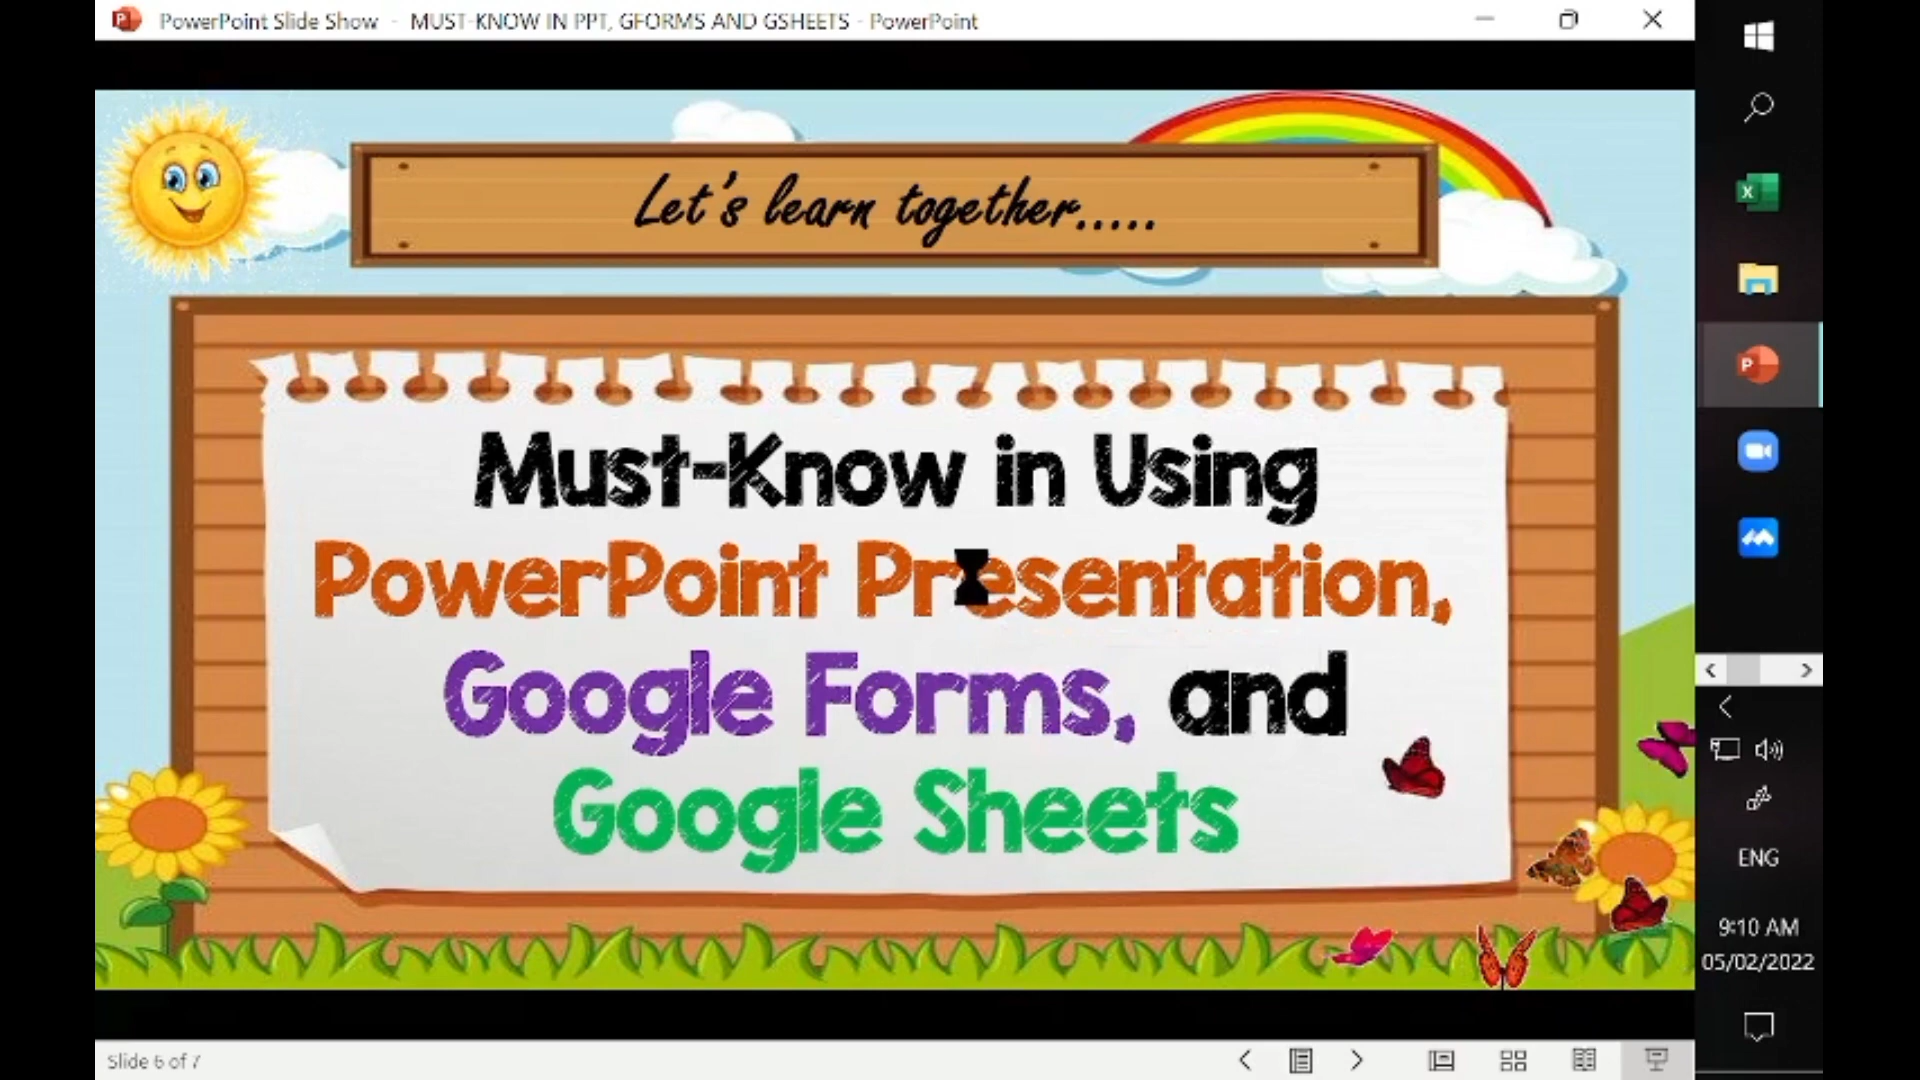 PowerPoint Slide Show - MUST-KNOW IN PPT, GFORMS AND GSHEETS - PowerPoint
Let's learn together.....
Must-Know in Using
PowerPoint Presentation,
Google Forms, and
Google Sheets
ENG
9:10 AM
05/02/2022
Slide 6 of 7